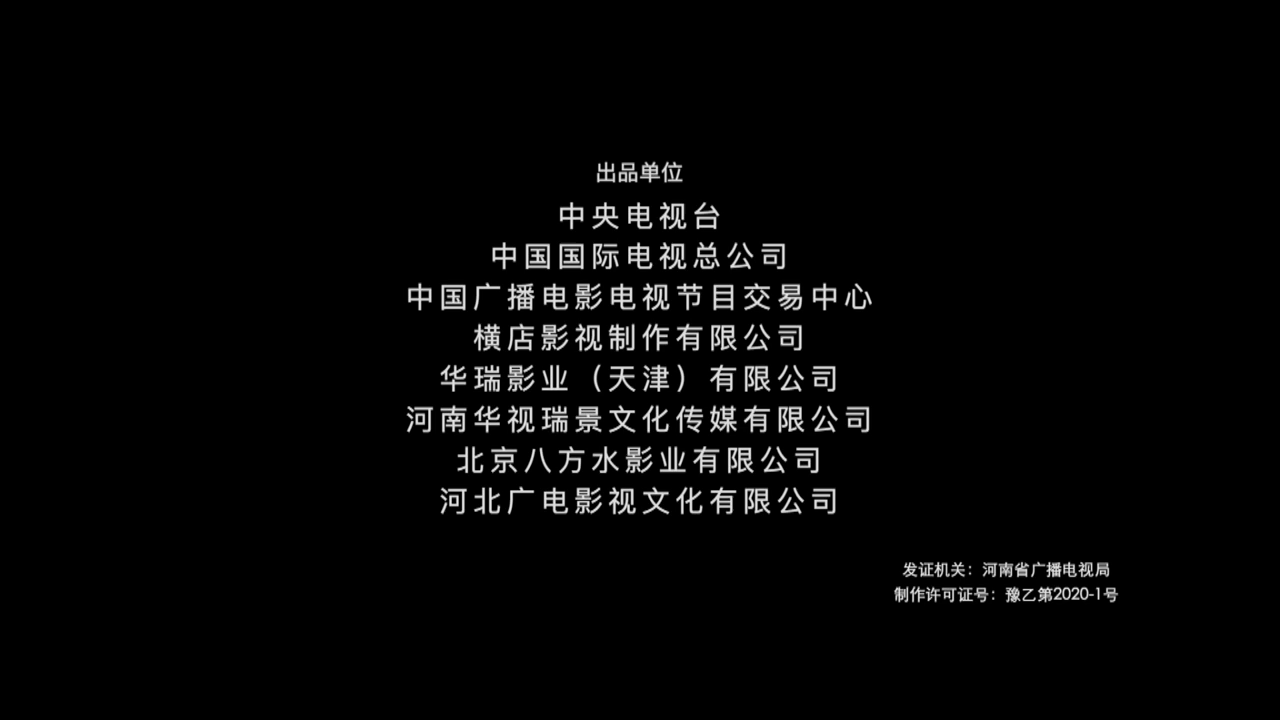 出品单位
中央电视台
中国国际电视总公司
中国广播电影电视节目交易中心
横店影视制作有限公司
华瑞影业（天津）有限公司
河南华视瑞景文化传媒有限公司
北京八方水影业有限公司
河北广电影视文化有限公司
发证机关：河南省广播电视局
制作许可证号：豫乙第2020-1号